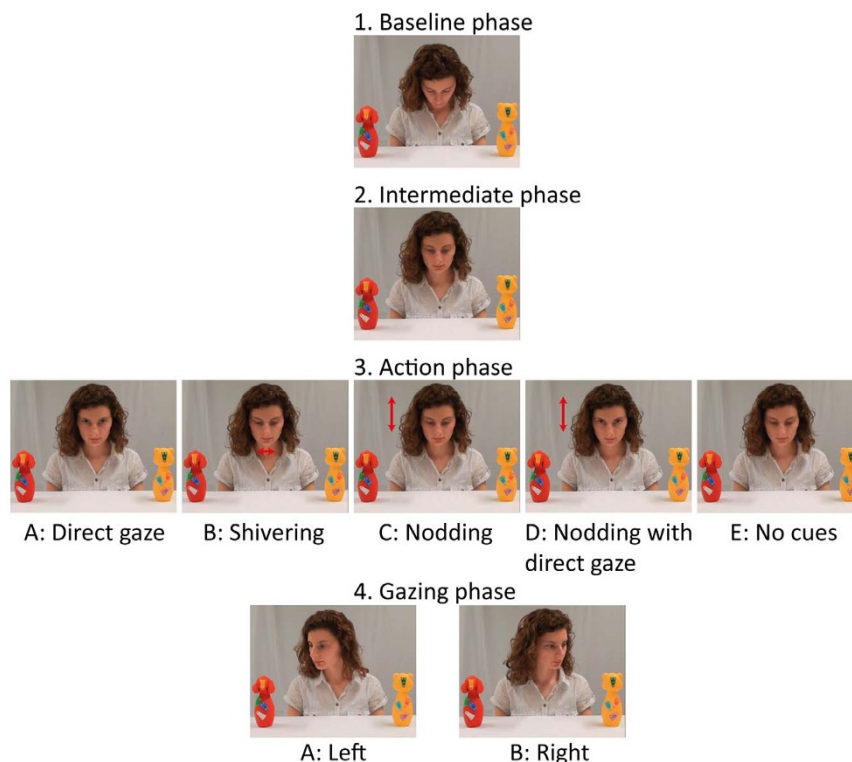 1. Baseline phase
2. Intermediate phase
3. Action phase
A: Direct gaze
B: Shivering
C: Nodding
D: Nodding with
direct gaze
E: No cues
4. Gazing phase
A: Left
B: Right